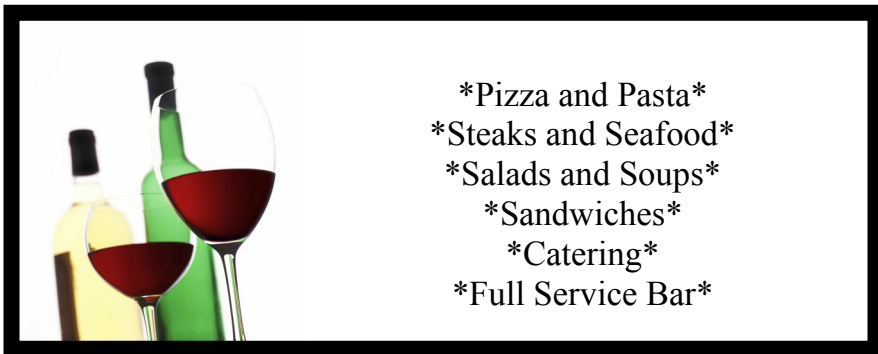 *Pizza and Pasta*
*Steaks and Seafood*
*Salads and Soups*
*Sandwiches*
*Catering*
*Full Service Bar*